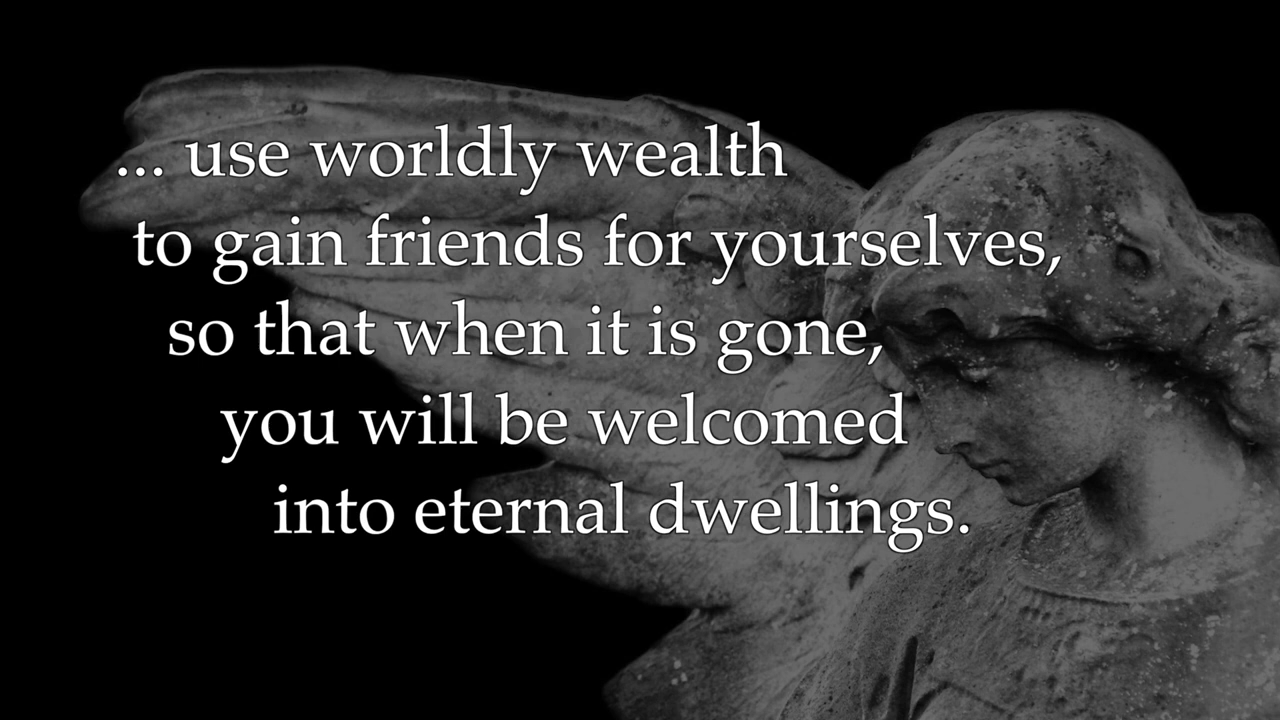 ... use worldly wealth
to gain friends for yourselves,
so that when it is gone,
you will be welcomed
into eternal dwellings.